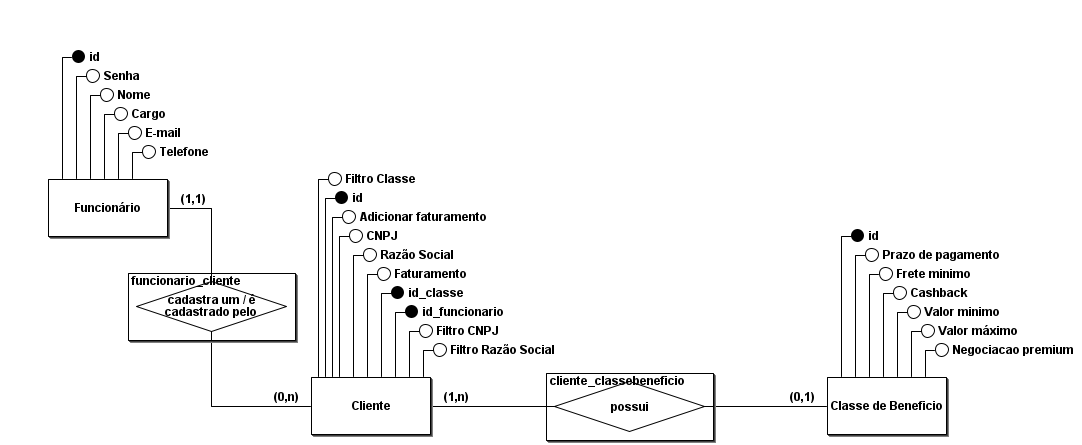 id
Senha
Nome
Cargo
E-mail
Telefone
Funcionário
(1,1)
funcionario_cliente
cadastra um / é
cadastrado pelo
(0,n)
Filtro Classe
id
Adicionar faturamento
CNPJ
Razão Social
Faturamento
id_classe
id_funcionario
Filtro CNPJ
Filtro Razão Social
Cliente
(1,n)
cliente_classebeneficio
possui
(0,1)
id
Prazo de pagamento
Frete minimo
Cashback
Valor minimo
Valor máximo
Negociacao premium
Classe de Beneficio